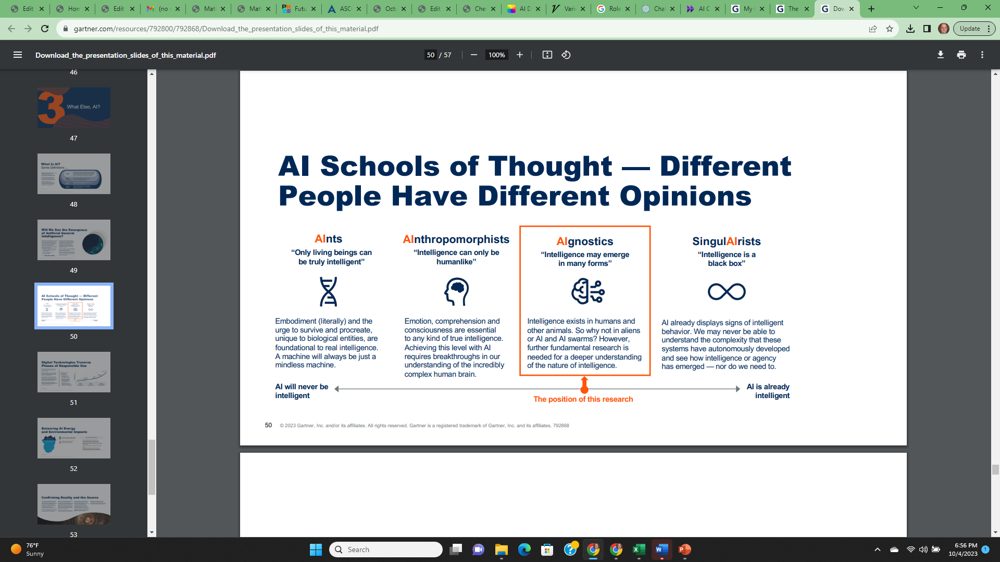 Edit
Hon
Edit
(no s
Mat
Mat
Futu
ASC
Octo
Edit
Che
AI D
Vari
Role
Cha
AI C
My
The
Dow
gartner.com/resources/792800/792868/Download_the_presentation_slides_of_this_material.pdf
Update
Download_the_presentation_slides_of_this_material.pdf
50 / 57
100%
46
3 What Else, AI?
47
What Is AI?
Some Definitions ...
48
Will We See the Emergence
of Artificial General
Intelligence?
49
AI Schools of Thought — Different
People Have Different Opinions
50
Digital Technologies Traverse
Phases of Responsible Use
51
Balancing AI Energy
and Environmental Impacts
52
Confirming Reality and the Source
53
AI Schools of Thought — Different
People Have Different Opinions
AInts
“Only living beings can
be truly intelligent”
Embodiment (literally) and the
urge to survive and procreate,
unique to biological entities, are
foundational to real intelligence.
A machine will always be just a
mindless machine.
AInthropomorphists
“Intelligence can only be
humanlike”
Emotion, comprehension and
consciousness are essential
to any kind of true intelligence.
Achieving this level with AI
requires breakthroughs in our
understanding of the incredibly
complex human brain.
AIgnostics
“Intelligence may emerge
in many forms”
Intelligence exists in humans and
other animals. So why not in aliens
or AI and AI swarms? However,
further fundamental research is
needed for a deeper understanding
of the nature of intelligence.
SingulAIrists
“Intelligence is a
black box”
AI already displays signs of intelligent
behavior. We may never be able to
understand the complexity that these
systems have autonomously developed
and see how intelligence or agency
has emerged — nor do we need to.
AI will never be
intelligent
The position of this research
AI is already
intelligent
50 © 2023 Gartner, Inc. and/or its affiliates. All rights reserved. Gartner is a registered trademark of Gartner, Inc. and its affiliates. 792868
76°F
Sunny
Search
6:56 PM
10/4/2023
1